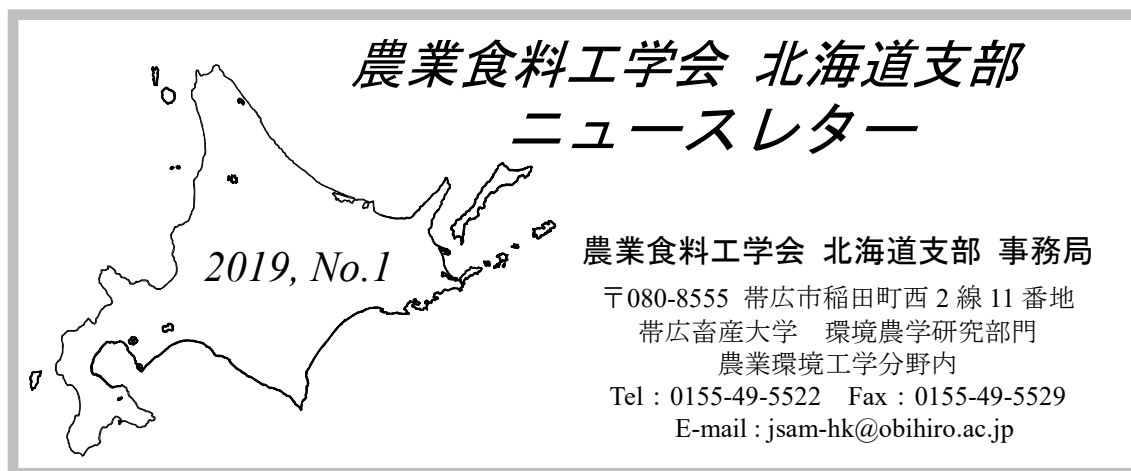 農業食料工学会 北海道支部
ニュースレター
2019, No.1
農業食料工学会 北海道支部 事務局
〒080-8555 帯広市稲田町西 2 線 11 番地
帯広畜産大学 環境農学研究部門
農業環境工学分野内
Tel：0155-49-5522 Fax：0155-49-5529
E-mail : jsam-hk@obihiro.ac.jp